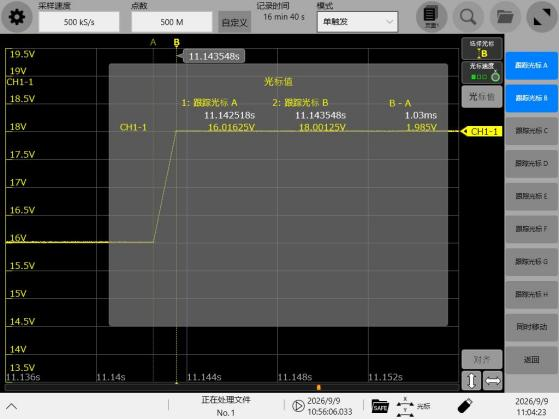 采样速度
500 kS/s
点数
500 M
自定义
记录时间
16 min 40 s
模式
单触发
页面1
A
B
11.143548s
19.5V
19V
CH1-1
18.5V
18V
17.5V
17V
16.5V
16V
15.5V
15V
14.5V
14V
13.5V
光标值
1: 跟踪光标 A
2: 跟踪光标 B
B - A
11.142518s
11.143548s
1.03ms
CH1-1
16.01625V
18.00125V
1.985V
11.136s
11.14s
11.144s
11.148s
11.152s
选择光标
B
光标速度
光标值
CH1-1
对齐
跟踪光标 A
跟踪光标 B
跟踪光标 C
跟踪光标 D
跟踪光标 E
跟踪光标 F
跟踪光标 G
跟踪光标 H
同时移动
返回
正在处理文件
No. 1
2026/9/9
10:56:06.033
SAFE
X
Y
光标
2026/9/9
11:04:23